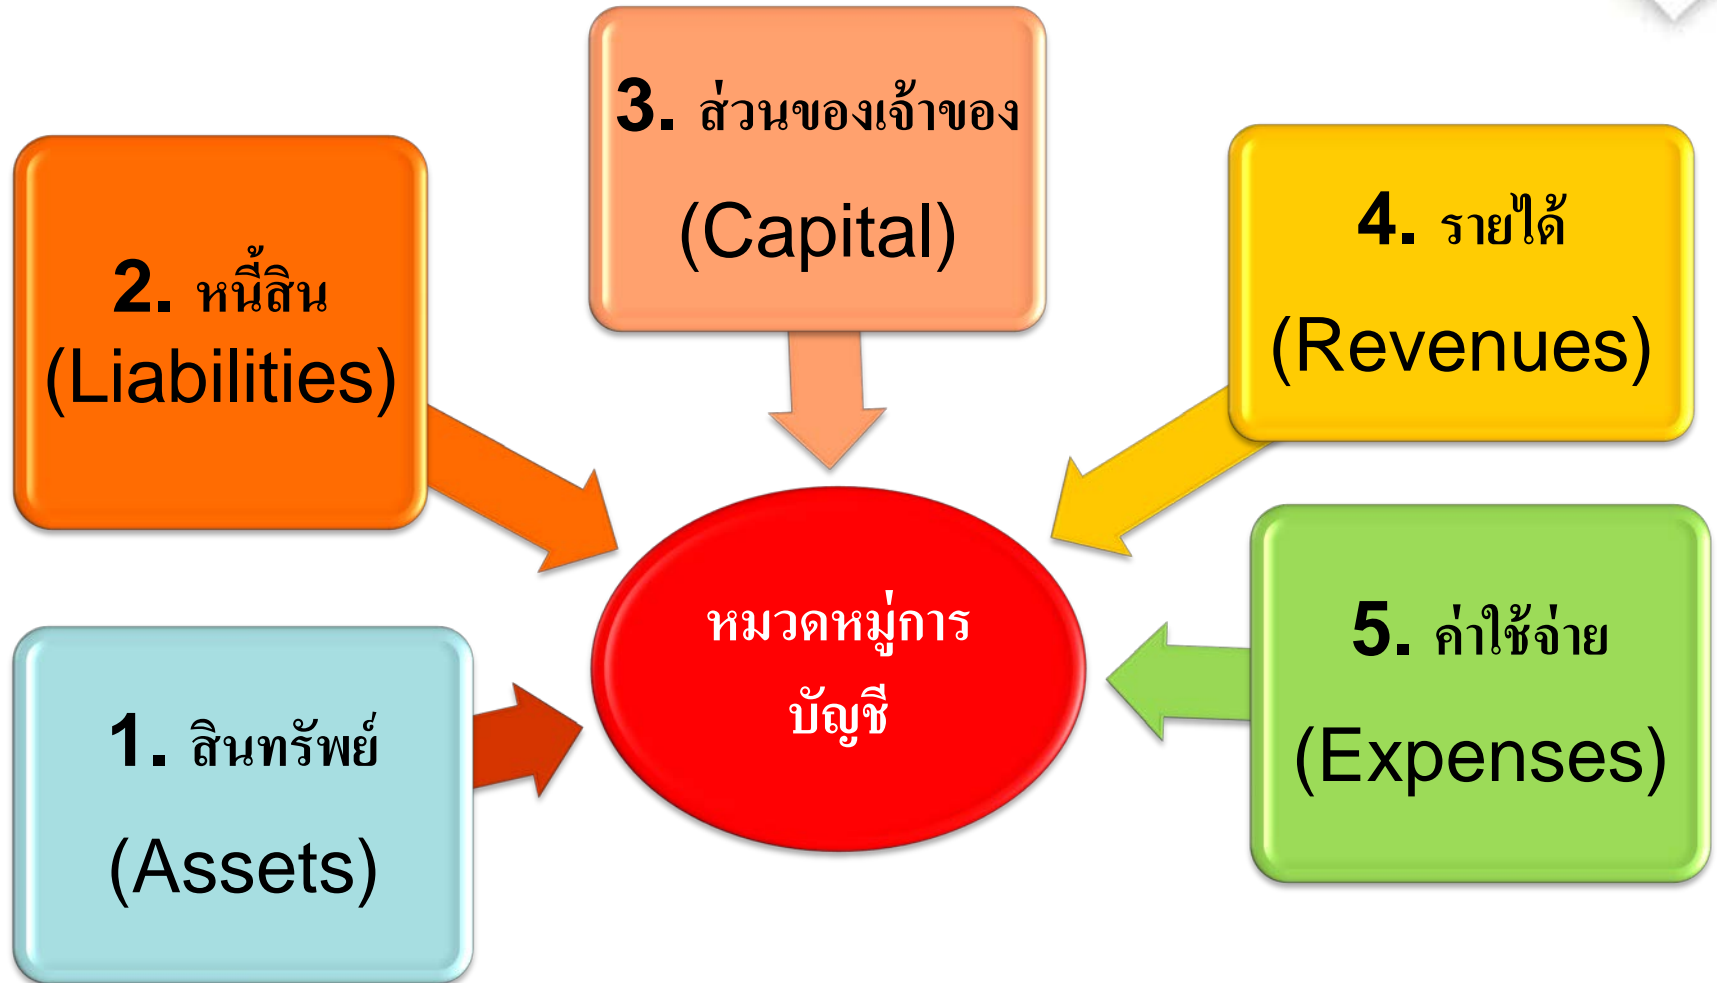 3. ส่วนของเจ้าของ
(Capital)
2. หนี้สิน
(Liabilities)
4. รายได้
(Revenues)
หมวดหมู่การ
บัญชี
1. สินทรัพย์
(Assets)
5. ค่าใช้จ่าย
(Expenses)